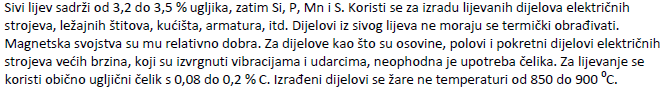 Sivi lijev sadrži od 3,2 do 3,5 % ugljika, zatim Si, P, Mn i S. Koristi se za izradu lijevanih dijelova električnih
strojeva, ležajnih štitova, kućišta, armatura, itd. Dijelovi iz sivog lijeva ne moraju se termički obrađivati.
Magnetska svojstva su mu relativno dobra. Za dijelove kao što su osovine, polovi i pokretni dijelovi električnih
strojeva većih brzina, koji su izvrgnuti vibracijama i udarcima, neophodna je upotreba čelika. Za lijevanje se
koristi obično ugljični čelik s 0,08 do 0,2 % C. Izrađeni dijelovi se žare ne temperaturi od 850 do 900 ⁰C.